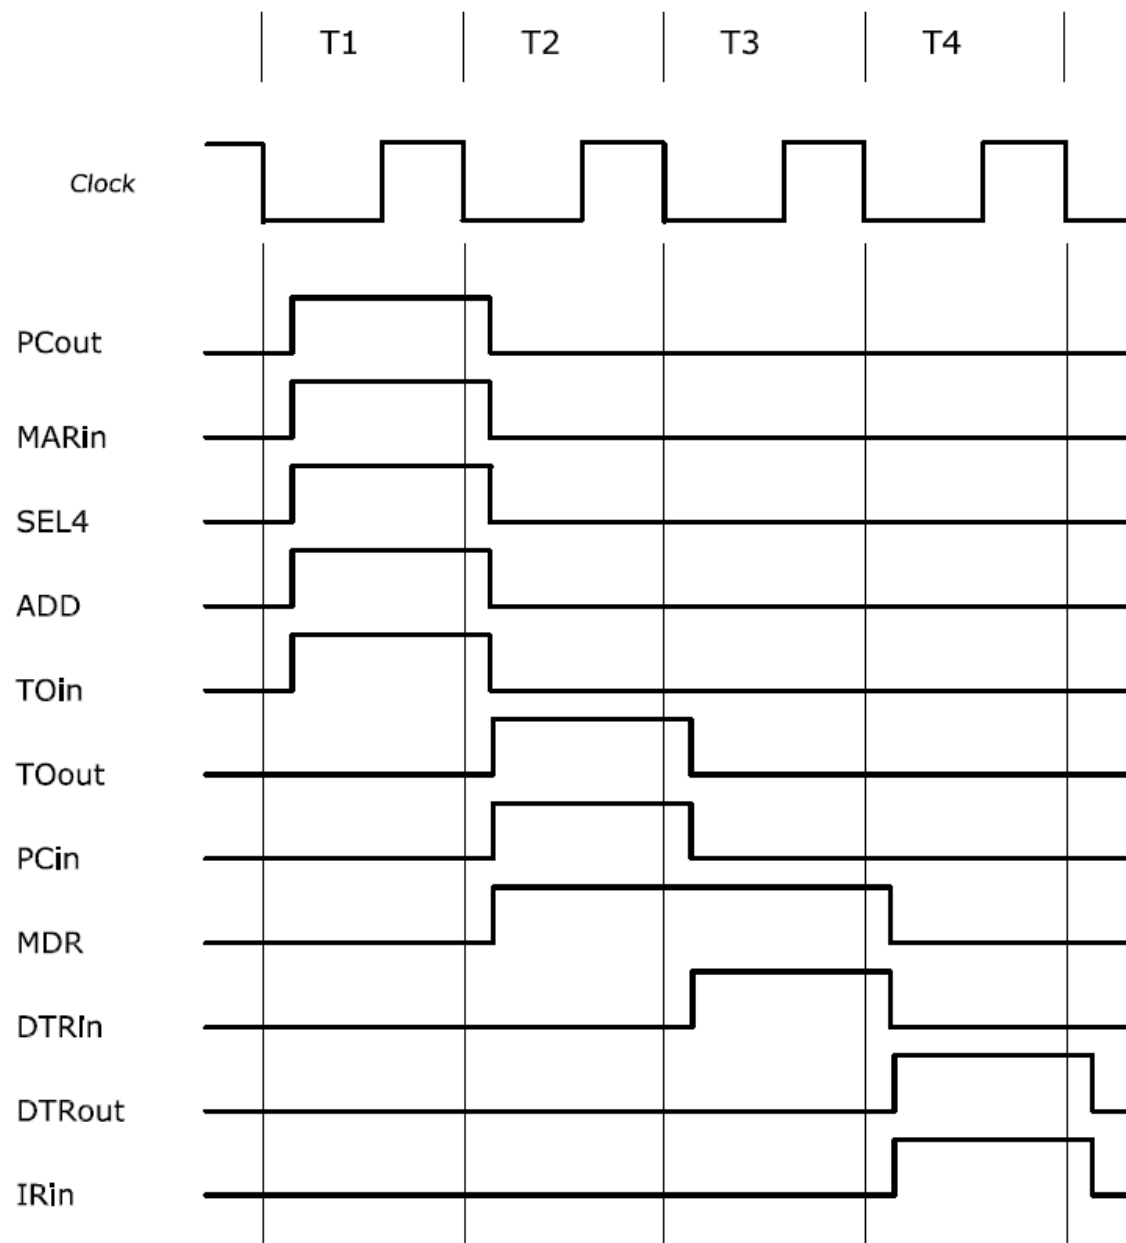 T1 T2 T3 T4
Clock
PCout
MARin
SEL4
ADD
TOin
TOout
PCin
MDR
DTRin
DTRout
IRin